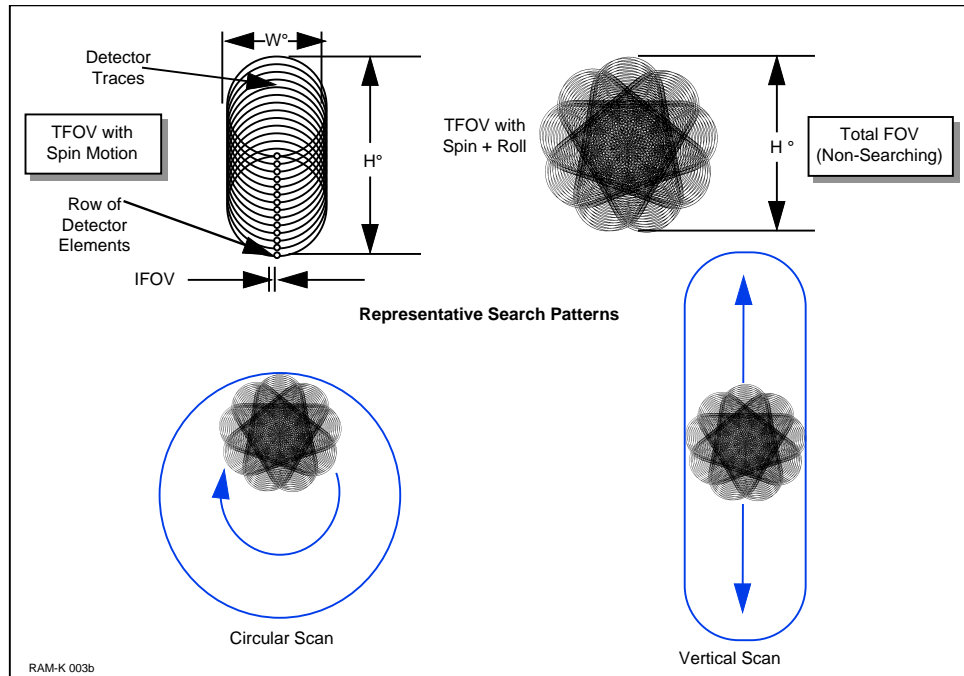 W°
Detector
Traces
TFOV with
Spin Motion
H°
Row of
Detector
Elements
IFOV
TFOV with
Spin + Roll
H °
Total FOV
(Non-Searching)
Representative Search Patterns
Circular Scan
Vertical Scan
RAM-K 003b